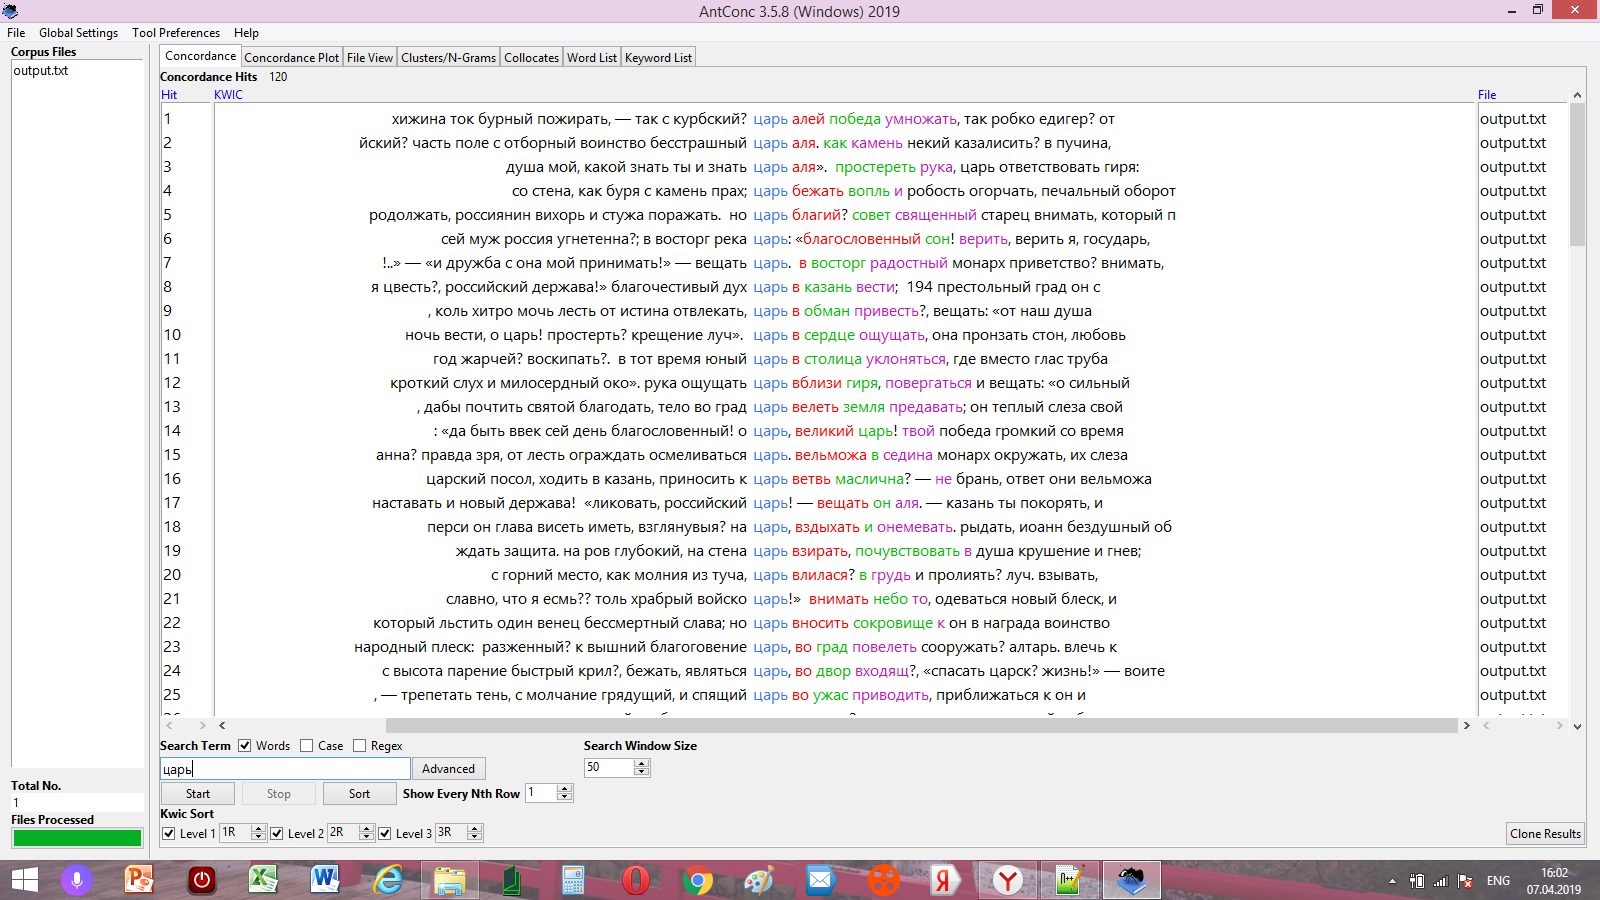 AntConc 3.5.8 (Windows) 2019
File Global Settings Tool Preferences Help
Corpus Files
output.txt
Concordance Concordance Plot File View Clusters/N-Grams Collocates Word List Keyword List
Concordance Hits 120
Hit KWIC File
1 хижина ток бурный пожирать, — так с курбский? царь алей победа умножать, так робко едигер? от output.txt
2 йский? часть поле с отборный воинство бесстрашный царь аля. как камень некий казалисить? в пучина, output.txt
3 душа мой, какой знать ты и знать царь аля». простереть рука, царь ответствовать гиря: output.txt
4 со стена, как буря с камень прах; царь бежать вопль и робость огорчать, печальный оборот output.txt
5 родолжать, россиянин вихорь и стужа поражать. но царь благий? совет священный старец внимать, который п output.txt
6 сей муж россия угнетенна?; в восторг река царь: «благословенный сон! верить, верить я, государь, output.txt
7 !..» — «и дружба с она мой принимать!» — вещать царь. в восторг радостный монарх приветство? внимать, output.txt
8 я цвесть?, российский держава!» благочестивый дух царь в казань вести; 194 престольный град он с output.txt
9 , коль хитро мочь лесть от истина отвлекать, царь в обман привесть?, вещать: «от наш душа output.txt
10 ночь вести, о царь! простерть? крещение луч». царь в сердце ощущать, она пронзать стон, любовь output.txt
11 год жарчей? воскипать?. в тот время юный царь в столица уклоняться, где вместо глас труба output.txt
12 кроткий слух и милосердный око». рука ощущать царь вблизи гиря, повергаться и вещать: «о сильный output.txt
13 , дабы почтить святой благодать, тело во град царь велеть земля предавать; он теплый слеза свой output.txt
14 : «да быть ввек сей день благословенный! о царь, великий царь! твой победа громкий со время output.txt
15 анна? правда зря, от лесть ограждать осмеливаться царь. вельможа в седина монарх окружать, их слеза output.txt
16 царский посол, ходить в казань, приносить к царь ветвь маслична? — не брань, ответ они вельможа output.txt
17 наставать и новый держава! «ликовать, российский царь! — вещать он аля. — казань ты покорять, и output.txt
18 перси он глава висеть иметь, взглянувыя? на царь, вздыхать и онемевать. рыдать, иоанн бездушный об output.txt
19 ждать защита. на ров глубокий, на стена царь взирать, почувствовать в душа крушение и гнев; output.txt
20 с горний место, как молния из туча, царь влилася? в грудь и пролиять? луч. взывать, output.txt
21 славно, что я есмь?? толь храбрый войско царь!» внимать небо то, одеваться новый блеск, и output.txt
22 который льстить один венец бессмертный слава; но царь вносить сокровище к он в награда воинство output.txt
23 народный плеск: разженный? к вышний благоговение царь, во град повелеть сооружать? алтарь. влечь к output.txt
24 с высота парение быстрый крил?, бежать, являться царь, во двор входящ?, «спасать царск? жизнь!» — воите output.txt
25 , — трепетать тень, с молчание грядущий, и спящий царь во ужас приводить, приближаться к он и output.txt
Search Term Words Case Regex Search Window Size
царь Advanced 50
Start Stop Sort Show Every Nth Row 1
Kwic Sort
Level 1 1R Level 2 2R Level 3 3R Clone Results
Total No.
1
Files Processed
ENG 16:02
07.04.2019